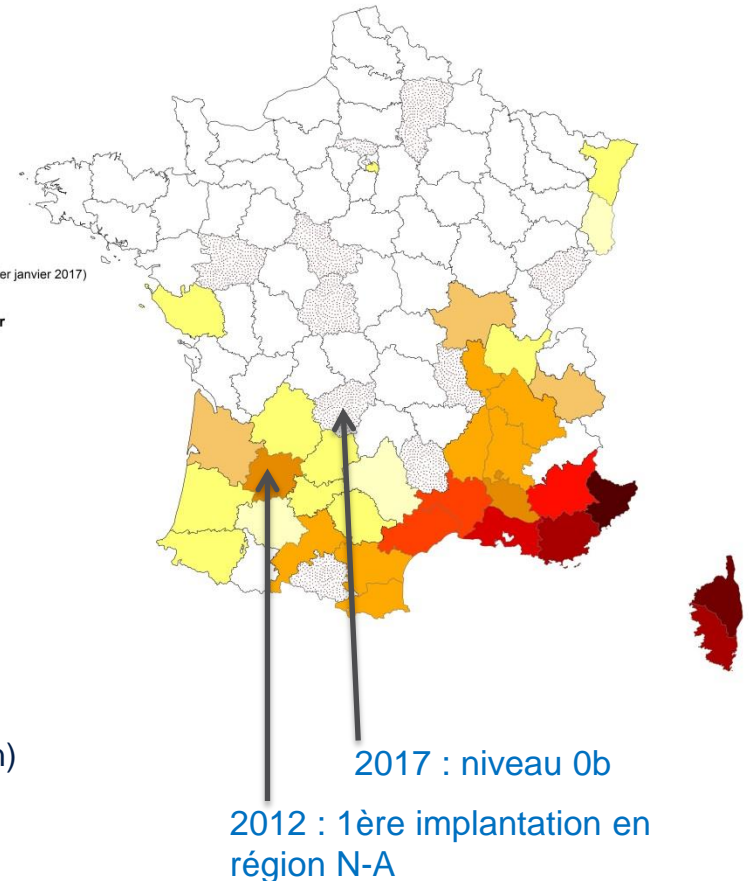 er janvier 2017)
r
n)
2017 : niveau 0b
2012 : 1ère implantation en
région N-A